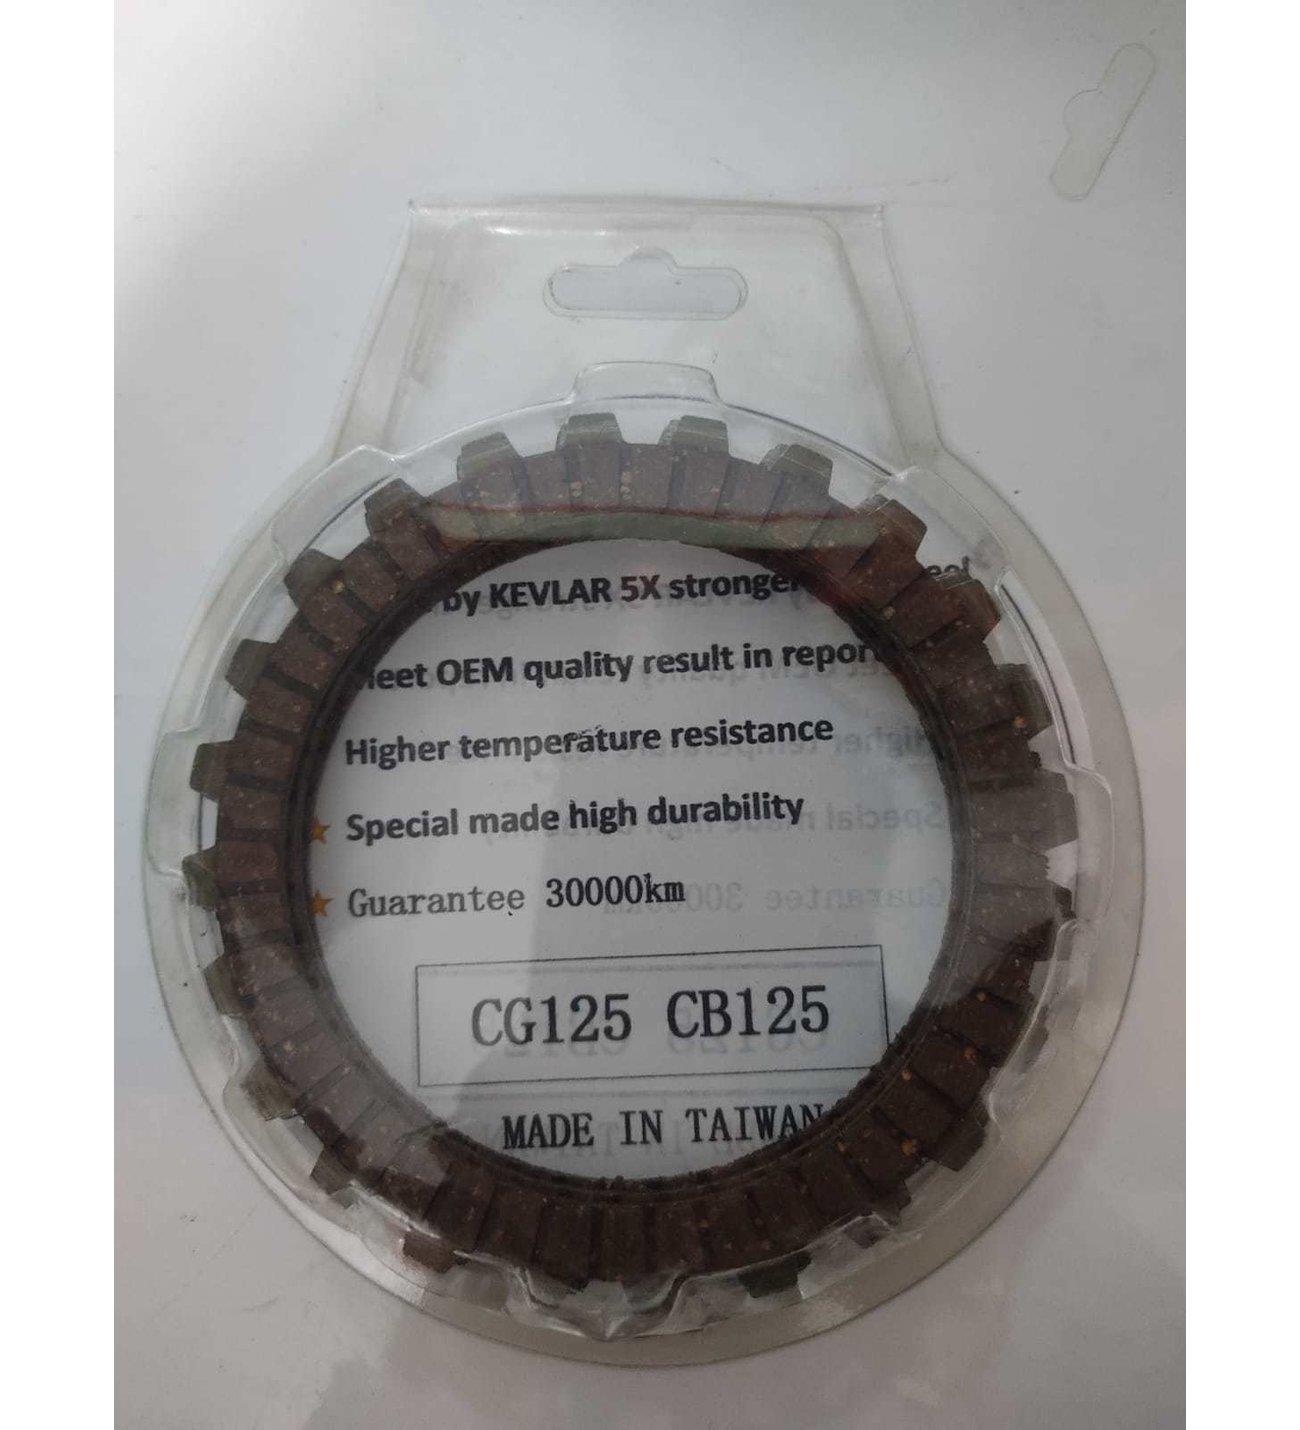 by KEVLAR 5X stronger
OEM quality result in report
Higher temperature resistance
Special made high durability
Guarantee 30000km
CG125 CB125
MADE IN TAIWAN